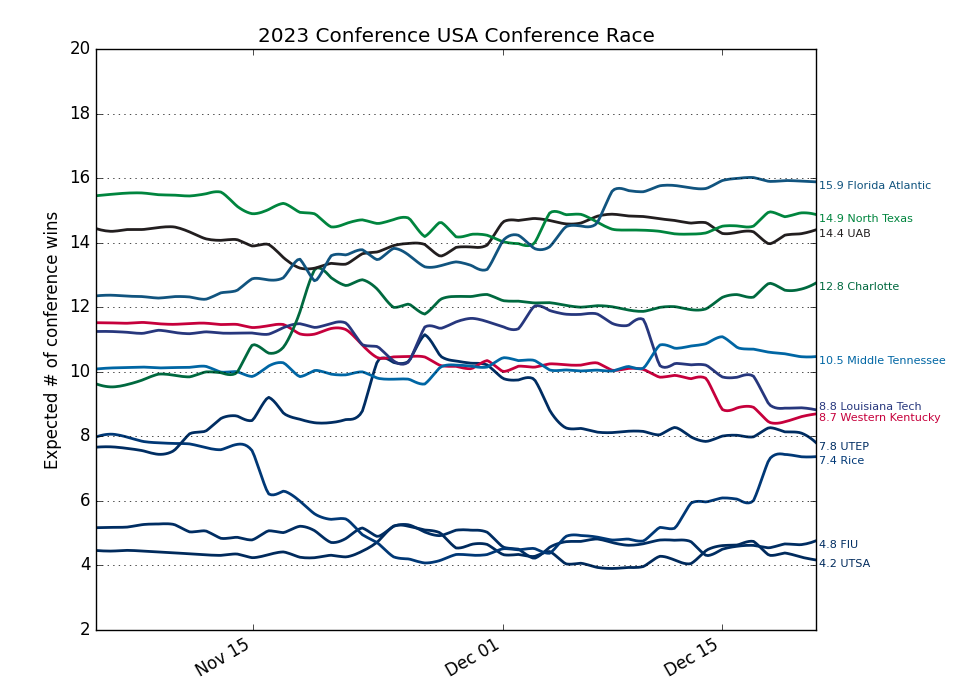 2023 Conference USA Conference Race
Expected # of conference wins
20
18
16
14
12
10
8
6
4
2
Nov 15
Dec 01
Dec 15
15.9 Florida Atlantic
14.9 North Texas
14.4 UAB
12.8 Charlotte
10.5 Middle Tennessee
8.8 Louisiana Tech
8.7 Western Kentucky
7.8 UTEP
7.4 Rice
4.8 FIU
4.2 UTSA